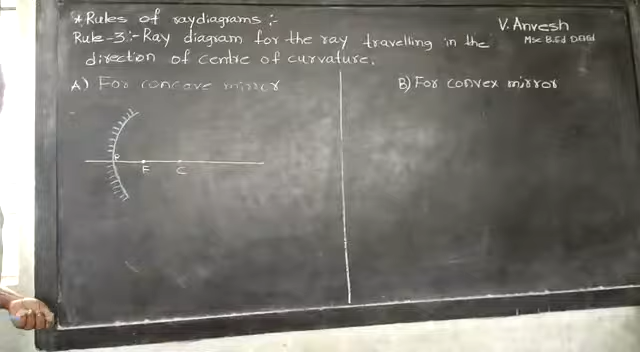 * Rules of raydiagrams :-
V. Anvesh
Msc B.Ed D.Ed
Rule-3:- Ray diagram for the ray travelling in the
direction of centre of curvature.
A) For concave mirror
B) For convex mirror
P
F
C